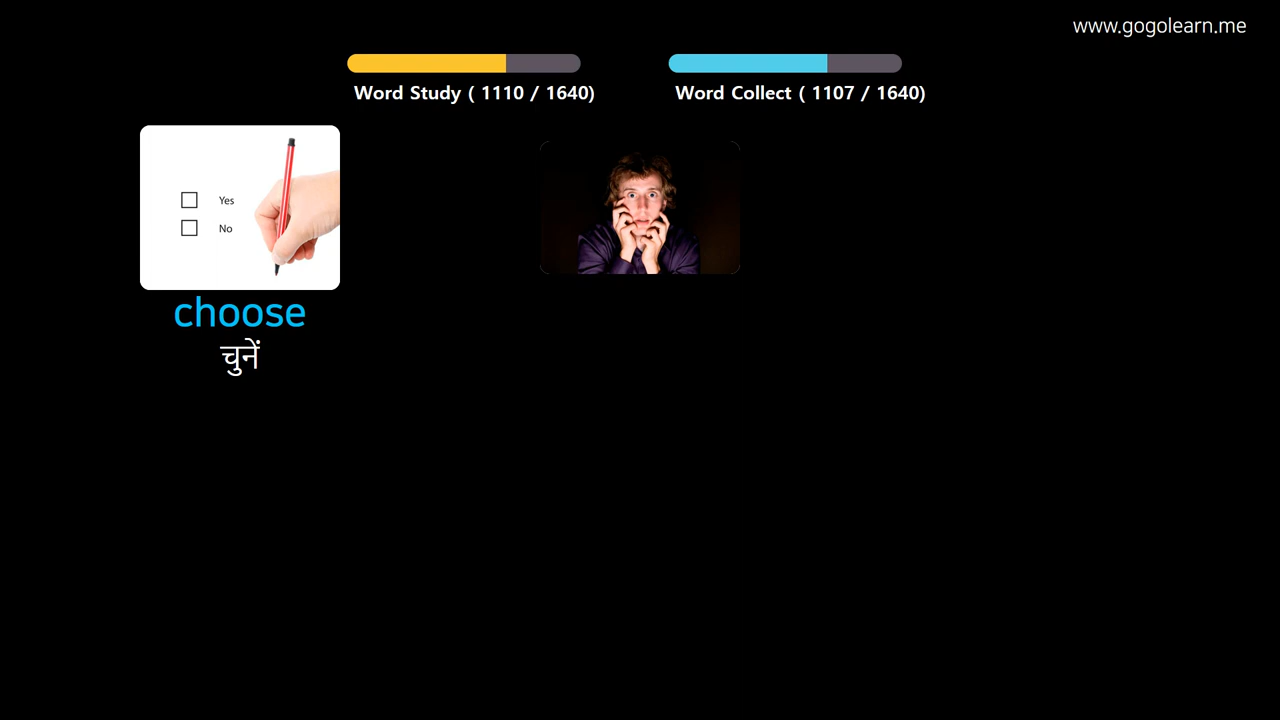 www.gogolearn.me
Word Study ( 1110 / 1640)
Word Collect ( 1107 / 1640)
Yes
No
choose
चुनें